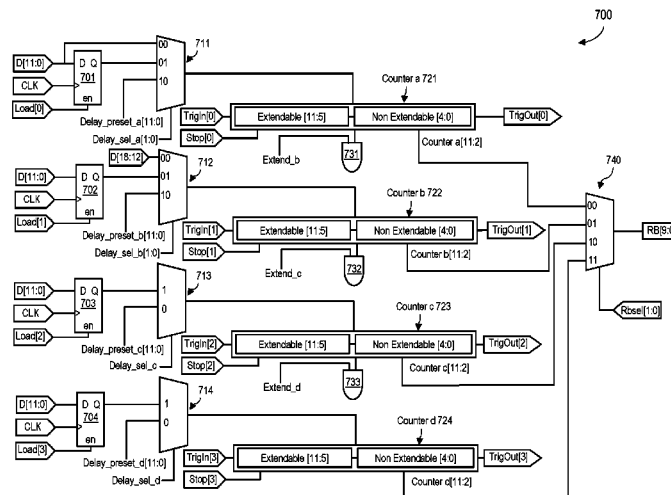 700
D[11:0]
D Q
701
en
CLK
Load[0]
00
01
10
711
Delay_preset_a[11:0]
Delay_sel_a[1:0]
D[18:12]
Counter a 721
TrigIn[0]
Stop[0]
Extendable [11:5]
Non Extendable [4:0]
TrigOut[0]
Extend_b
731
Counter a[11:2]
D[11:0]
D Q
702
en
CLK
Load[1]
00
01
10
712
Delay_preset_b[11:0]
Delay_sel_b[1:0]
Counter b 722
TrigIn[1]
Stop[1]
Extendable [11:5]
Non Extendable [4:0]
TrigOut[1]
Extend_c
732
Counter b[11:2]
740
00
01
10
11
RB[9:0
Rbsel[1:0]
D[11:0]
D Q
703
en
CLK
Load[2]
1
0
713
Delay_preset_c[11:0]
Delay_sel_c
Counter c 723
TrigIn[2]
Stop[2]
Extendable [11:5]
Non Extendable [4:0]
TrigOut[2]
Extend_d
733
Counter c[11:2]
D[11:0]
D Q
704
en
CLK
Load[3]
1
0
714
Delay_preset_d[11:0]
Delay_sel_d
Counter d 724
TrigIn[3]
Stop[3]
Extendable [11:5]
Non Extendable [4:0]
TrigOut[3]
Counter d[11:2]